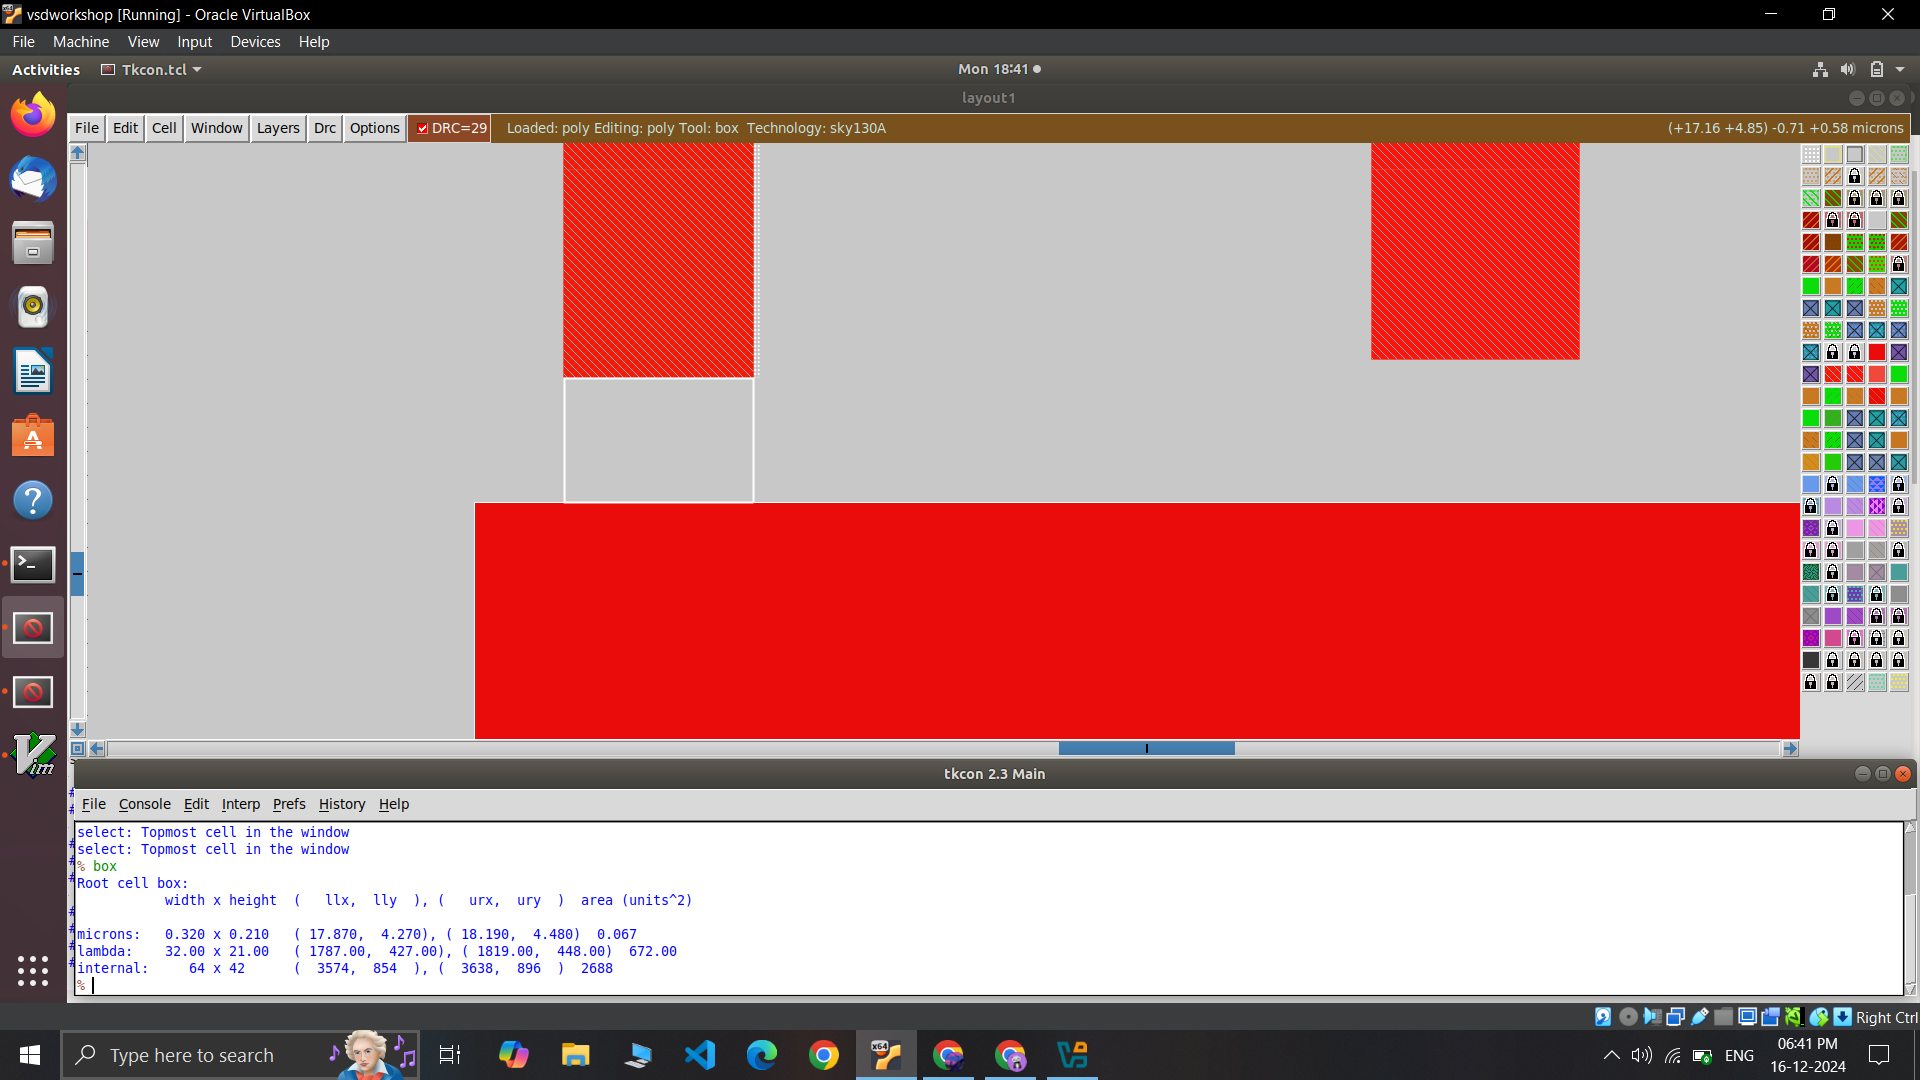 vsdworkshop [Running] - Oracle VirtualBox
File Machine View Input Devices Help
Activities Tkcon.tcl Mon 18:41
layout1
File Edit Cell Window Layers Drc Options DRC=29 Loaded: poly Editing: poly Tool: box Technology: sky130A (+17.16 +4.85) -0.71 +0.58 microns
tkcon 2.3 Main
File Console Edit Interp Prefs History Help
select: Topmost cell in the window
select: Topmost cell in the window
% box
Root cell box:
width x height ( llx, lly ), ( urx, ury ) area (units^2)
microns: 0.320 x 0.210 ( 17.870, 4.270), ( 18.190, 4.480) 0.067
lambda: 32.00 x 21.00 ( 1787.00, 427.00), ( 1819.00, 448.00) 672.00
internal: 64 x 42 ( 3574, 854 ), ( 3638, 896 ) 2688
%
Right Ctrl
Type here to search
ENG
06:41 PM
16-12-2024